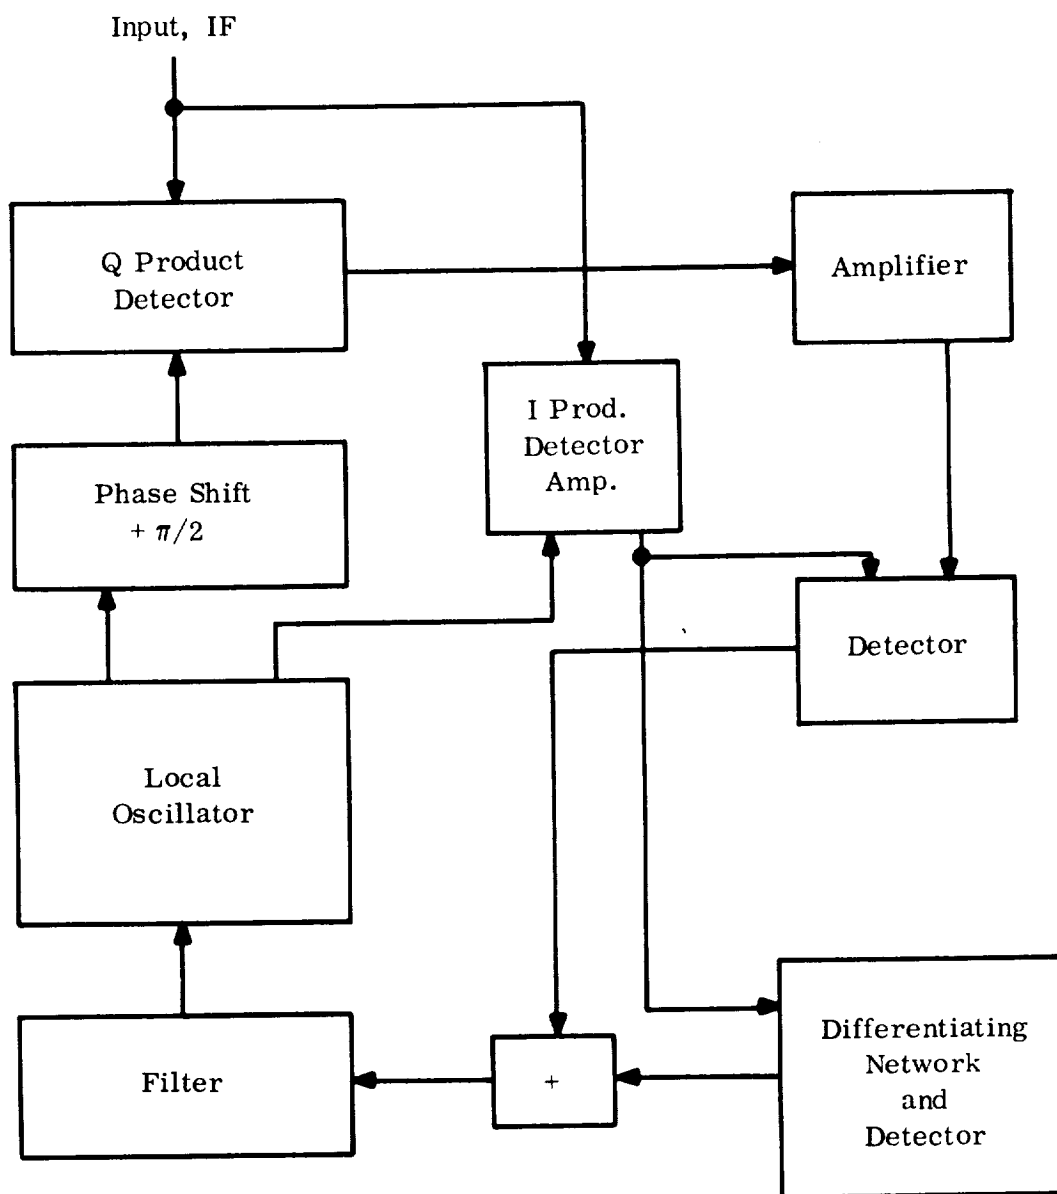 Input, IF
Q Product
Detector
Amplifier
I Prod.
Detector
Amp.
Phase Shift
+ π/2
Detector
Local
Oscillator
Differentiating
Network
and
Detector
Filter
+